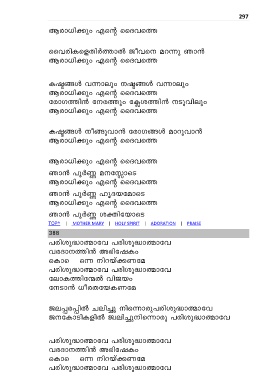 297
ആരാധിക്കും എന്റെ ദൈവത്തെ
വൈരികളെതിർത്താൽ ജീവനെ മറന്നു ഞാൻ
ആരാധിക്കും എന്റെ ദൈവത്തെ
കഷ്ടങ്ങൾ വന്നാലും നഷ്ടങ്ങൾ വന്നാലും
ആരാധിക്കും എന്റെ ദൈവത്തെ
രോഗത്തിൻ നേരത്തും ക്ലേശത്തിൻ നടുവിലും
ആരാധിക്കും എന്റെ ദൈവത്തെ
കഷ്ടങ്ങൾ നീങ്ങുവാൻ രോഗങ്ങൾ മാറുവാൻ
ആരാധിക്കും എന്റെ ദൈവത്തെ
ആരാധിക്കും എന്റെ ദൈവത്തെ
ഞാൻ പൂർണ്ണ മനസ്സോടെ
ആരാധിക്കും എന്റെ ദൈവത്തെ
ഞാൻ പൂർണ്ണ ഹൃദയമോടെ
ആരാധിക്കും എന്റെ ദൈവത്തെ
ഞാൻ പൂർണ്ണ ശക്തിയോടെ
TOP↑ | MOTHER MARY | HOLY SPIRIT | ADORATION | PRAISE
388
പരിശുദ്ധാത്മാവേ പരിശുദ്ധാത്മാവേ
വരദാനത്തിൻ അഭിഷേകം
കൊ ഒന്ന നിറയ്ക്കണമേ
പരിശുദ്ധാത്മാവേ പരിശുദ്ധാത്മാവേ
ലോകത്തിന്മേൽ വിജയം
നേടാൻ ധീരതയേകണമേ
ജലപ്പരപ്പിൽ ചലിച്ചു നിന്നൊരുപരിശുദ്ധാത്മാവേ
ജനകോടികളിൽ ജ്വലിച്ചുനിന്നൊരു പരിശുദ്ധാത്മാവേ
പരിശുദ്ധാത്മാവേ പരിശുദ്ധാത്മാവേ
വരദാനത്തിൻ അഭിഷേകം
കൊ ഒന്ന നിറയ്ക്കണമേ
പരിശുദ്ധാത്മാവേ പരിശുദ്ധാത്മാവേ